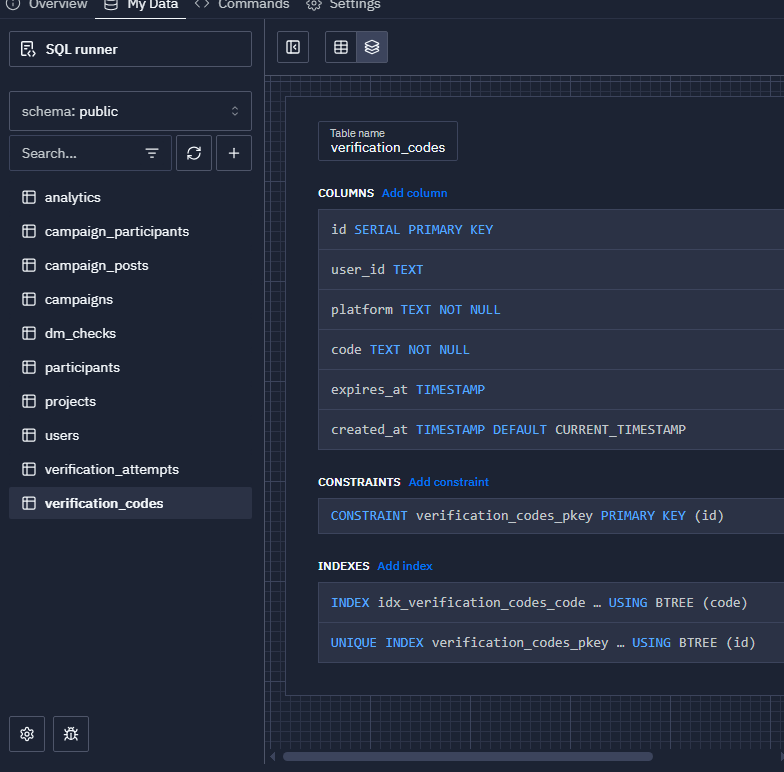 Overview My Data Commands Settings
SQL runner
schema: public
Search...
analytics
campaign_participants
campaign_posts
campaigns
dm_checks
participants
projects
users
verification_attempts
verification_codes
Table name
verification_codes
COLUMNS Add column
id SERIAL PRIMARY KEY
user_id TEXT
platform TEXT NOT NULL
code TEXT NOT NULL
expires_at TIMESTAMP
created_at TIMESTAMP DEFAULT CURRENT_TIMESTAMP
CONSTRAINTS Add constraint
CONSTRAINT verification_codes_pkey PRIMARY KEY (id)
INDEXES Add index
INDEX idx_verification_codes_code … USING BTREE (code)
UNIQUE INDEX verification_codes_pkey … USING BTREE (id)